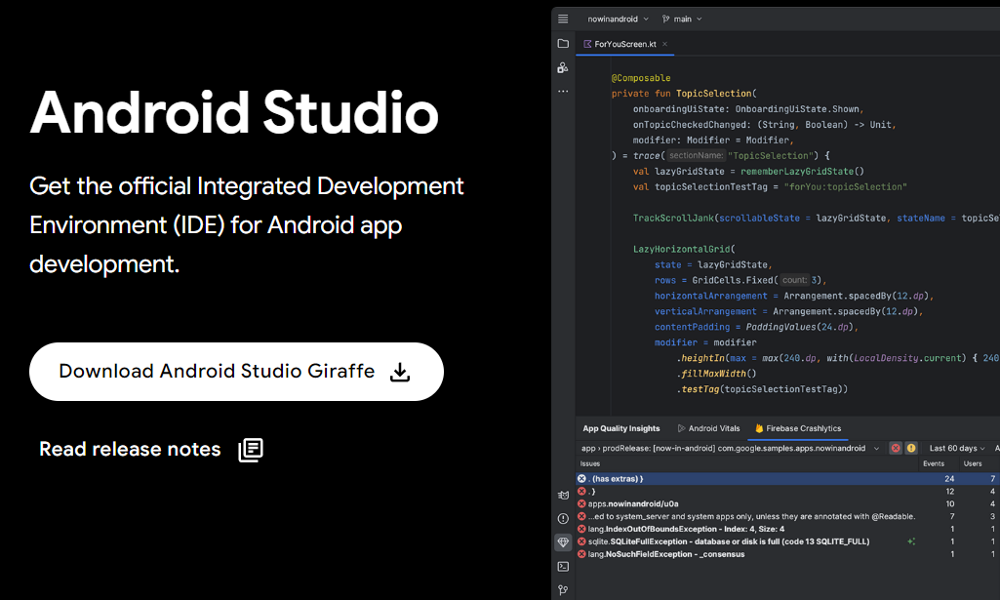 Android Studio
Get the official Integrated Development
Environment (IDE) for Android app
development.
Download Android Studio Giraffe
Read release notes
nowinandroid
main
ForYouScreen.kt
@Composable
private fun TopicSelection(
onboardingUiState: OnboardingUiState.Shown,
onTopicCheckedChanged: (String, Boolean) -> Unit,
modifier: Modifier = Modifier,
) = trace( sectionName: "TopicSelection") {
val lazyGridState = rememberLazyGridState()
val topicSelectionTestTag = "forYou:topicSelection"
TrackScrollJank(scrollableState = lazyGridState, stateName = topicSe
LazyHorizontalGrid(
state = lazyGridState,
rows = GridCells.Fixed( count: 3),
horizontalArrangement = Arrangement.spacedBy(12.dp),
verticalArrangement = Arrangement.spacedBy(12.dp),
contentPadding = PaddingValues(24.dp),
modifier = modifier
.heightIn(max = max(240.dp, with(LocalDensity.current) { 240
.fillMaxWidth()
.testTag(topicSelectionTestTag))
App Quality Insights Android Vitals Firebase Crashlytics
app › prodRelease: [now-in-android] com.google.samples.apps.nowinandroid Last 60 days A
Issues Events Users
. (has extras) } 24 7
. } 12 4
apps.nowinandroid/u0a 10 4
...ed to system_server and system apps only, unless they are annotated with @Readable. 7 3
lang.IndexOutOfBoundsException - Index: 4, Size: 4 1 1
sqlite.SQLiteFullException - database or disk is full (code 13 SQLITE_FULL) 1 1
lang.NoSuchFieldException - _consensus 1 1